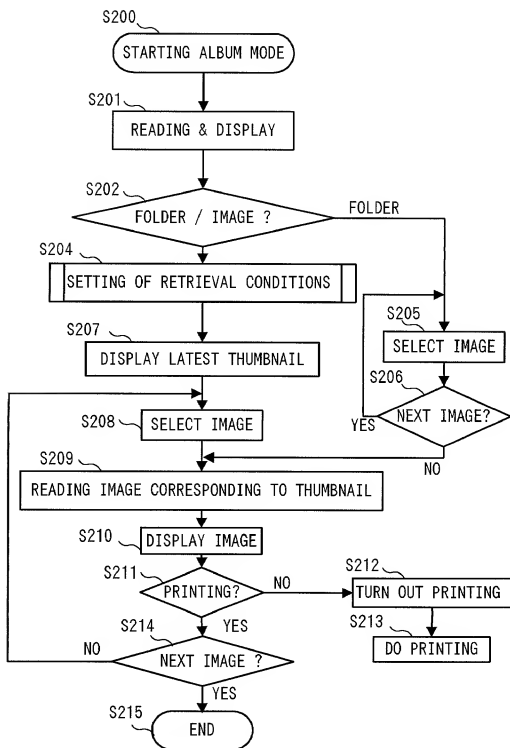 S200
STARTING ALBUM MODE
S201
READING & DISPLAY
S202
FOLDER / IMAGE ?
FOLDER
S204
SETTING OF RETRIEVAL CONDITIONS
S205
SELECT IMAGE
S206
NEXT IMAGE?
YES
NO
S207
DISPLAY LATEST THUMBNAIL
S208
SELECT IMAGE
S209
READING IMAGE CORRESPONDING TO THUMBNAIL
S210
DISPLAY IMAGE
S211
PRINTING?
NO
YES
S212
TURN OUT PRINTING
S213
DO PRINTING
S214
NEXT IMAGE ?
NO
YES
S215
END